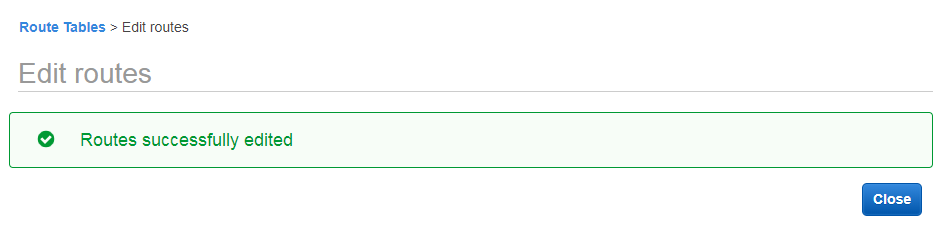 Route Tables > Edit routes
Edit routes
Routes successfully edited
Close